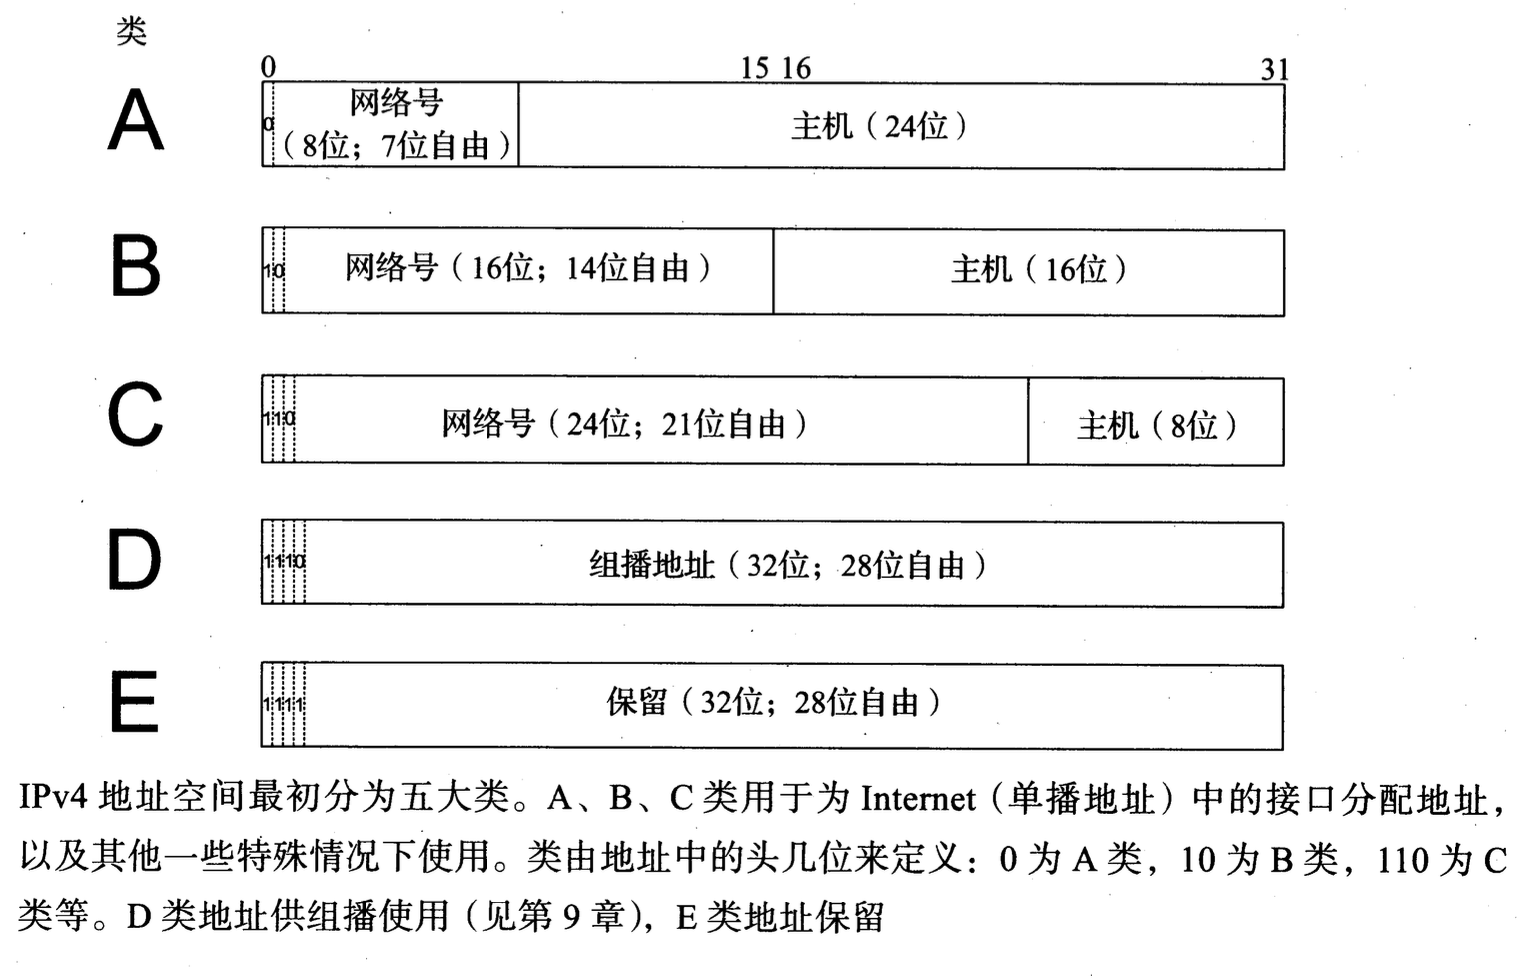 类
0 15 16 31
A 0 网络号 主机（24位）
（8位；7位自由）
B 10 网络号（16位；14位自由） 主机（16位）
C 110 网络号（24位；21位自由） 主机（8位）
D 1110 组播地址（32位；28位自由）
E 1111 保留（32位；28位自由）
IPv4 地址空间最初分为五大类。A、B、C 类用于为 Internet（单播地址）中的接口分配地址，
以及其他一些特殊情况下使用。类由地址中的头几位来定义：0 为 A 类，10 为 B 类，110 为 C
类等。D 类地址供组播使用（见第 9 章），E 类地址保留